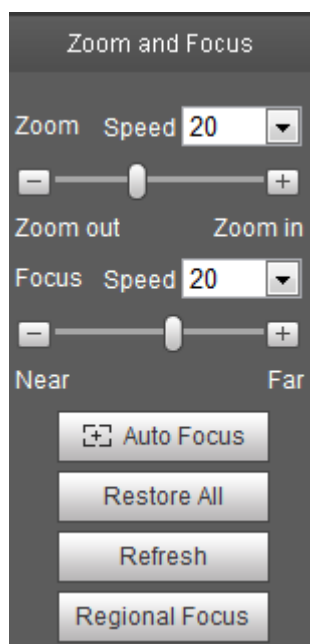 Zoom and Focus
Zoom Speed 20
Zoom out Zoom in
Focus Speed 20
Near Far
Auto Focus
Restore All
Refresh
Regional Focus